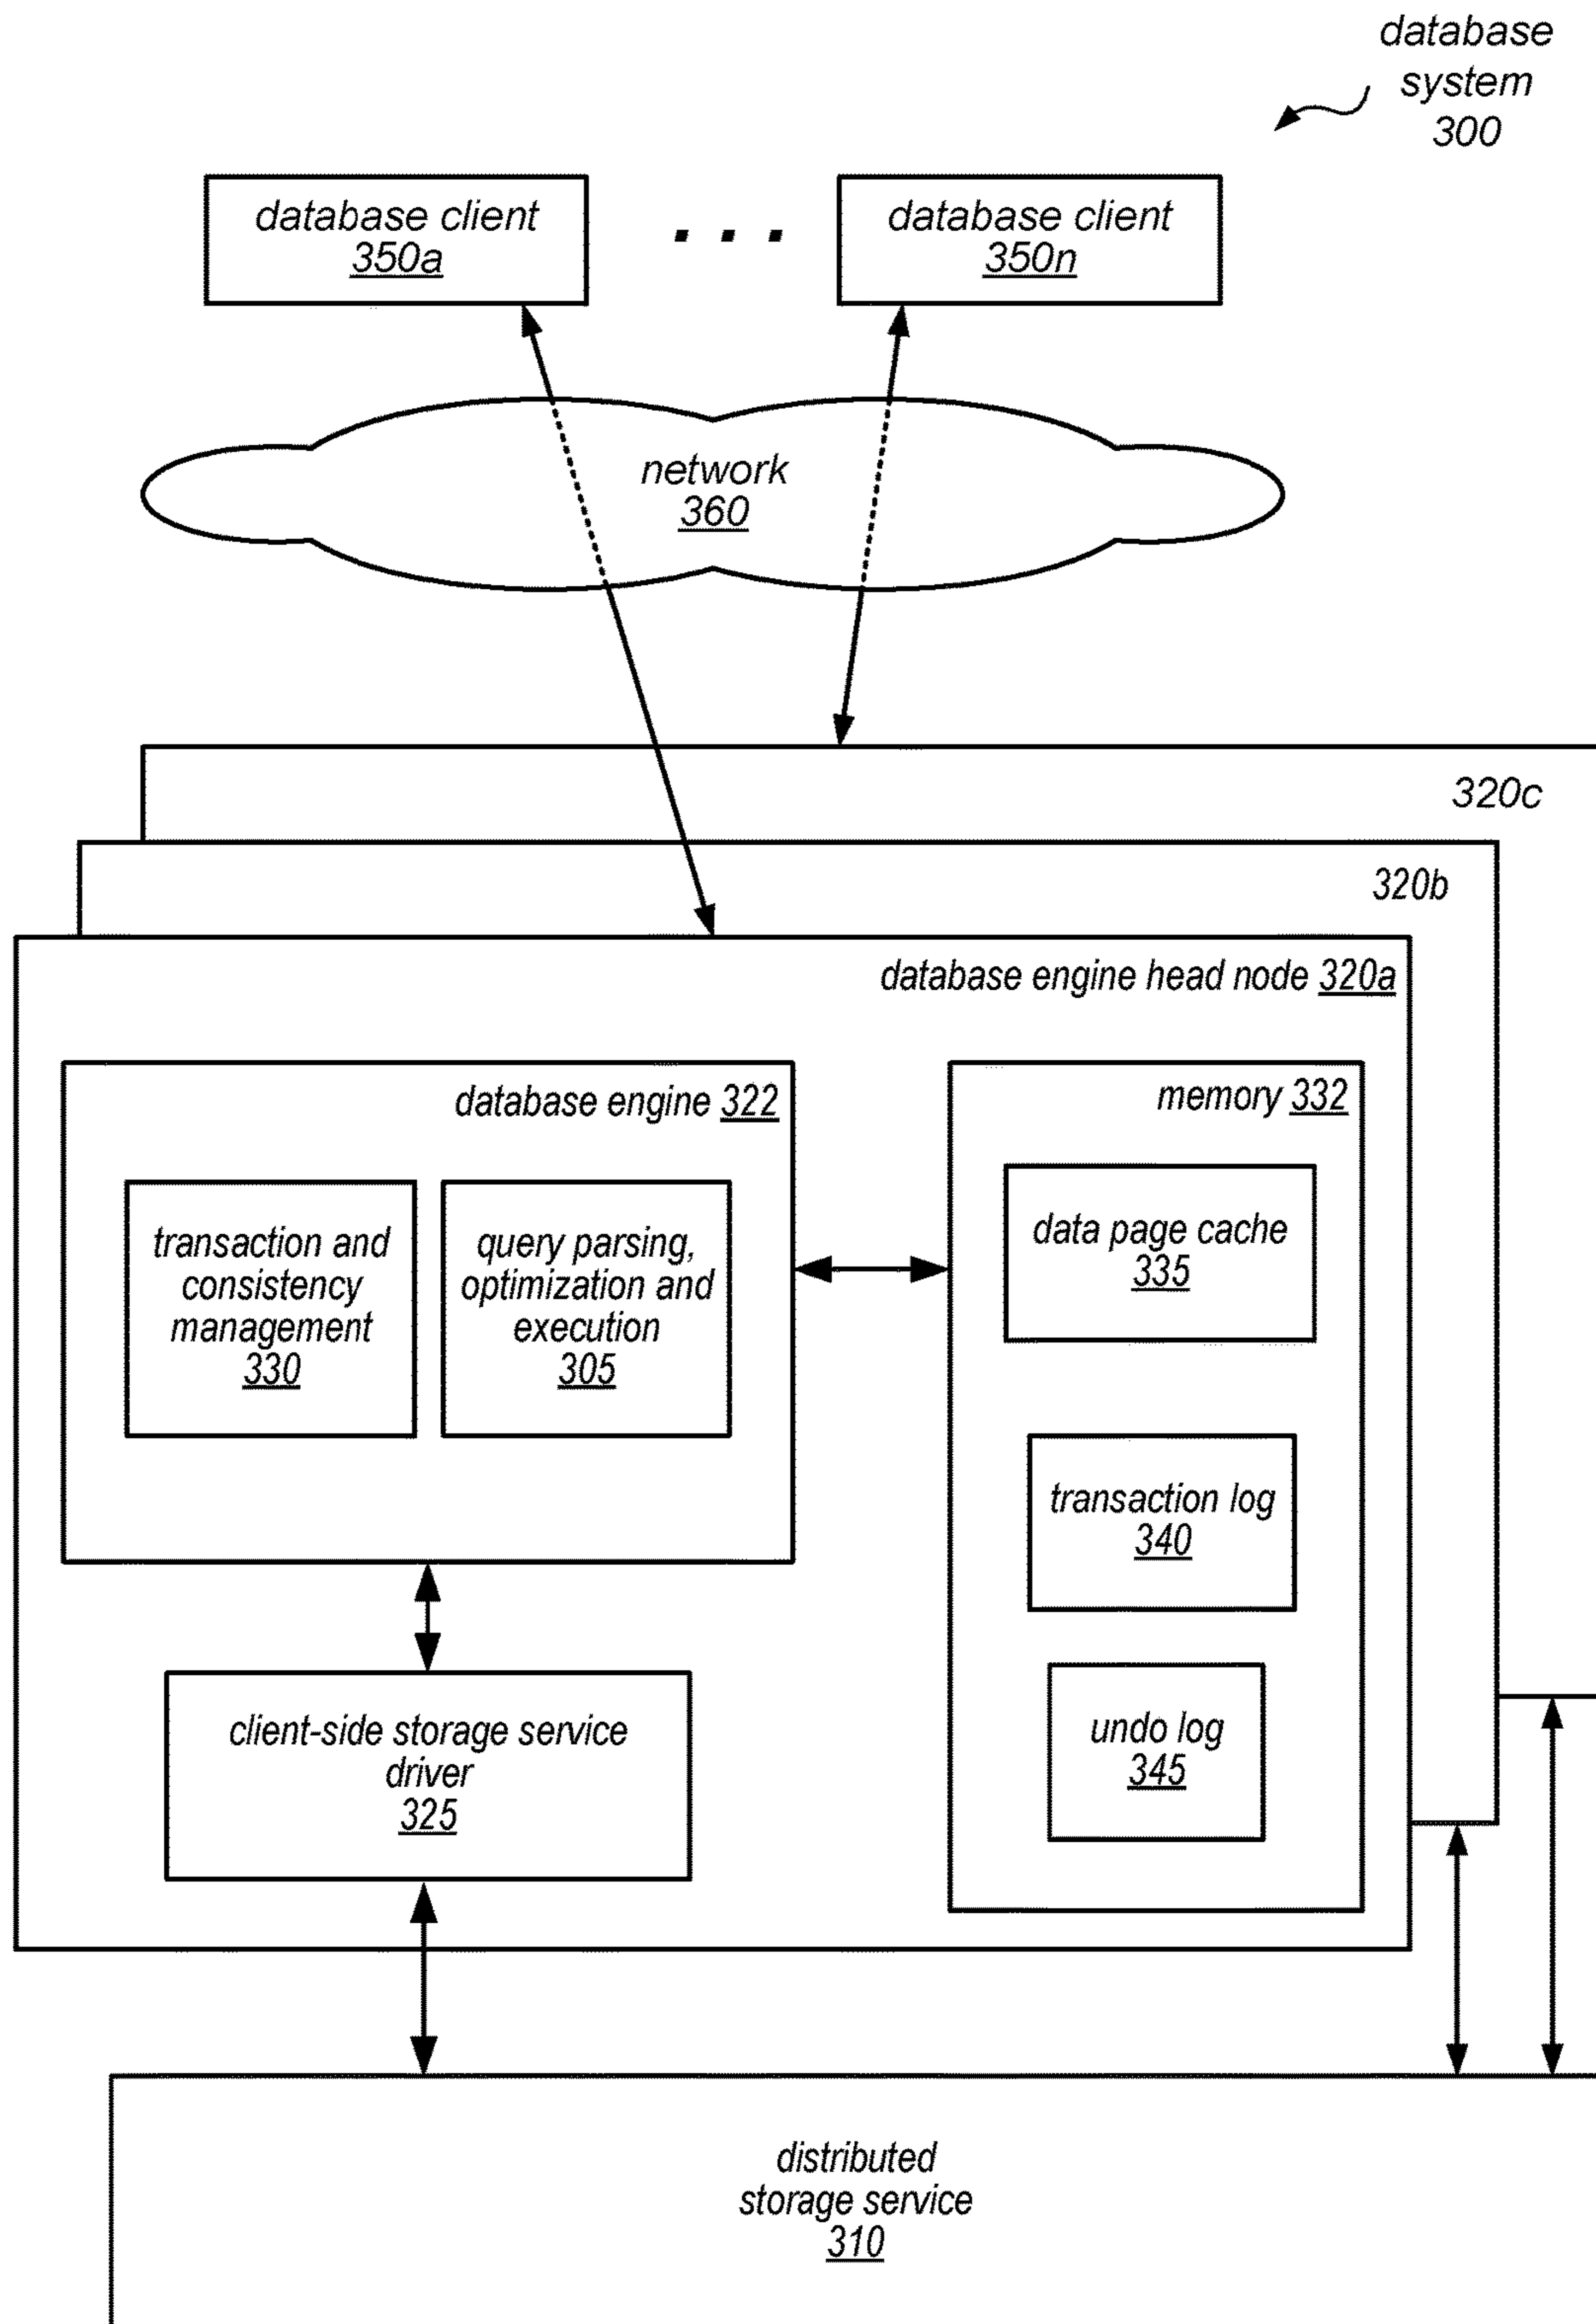 database
system
300
database client
350a
. . .
database client
350n
network
360
320c
320b
database engine head node 320a
database engine 322
memory 332
transaction and
consistency
management
330
query parsing,
optimization and
execution
305
data page cache
335
transaction log
340
undo log
345
client-side storage service
driver
325
distributed
storage service
310